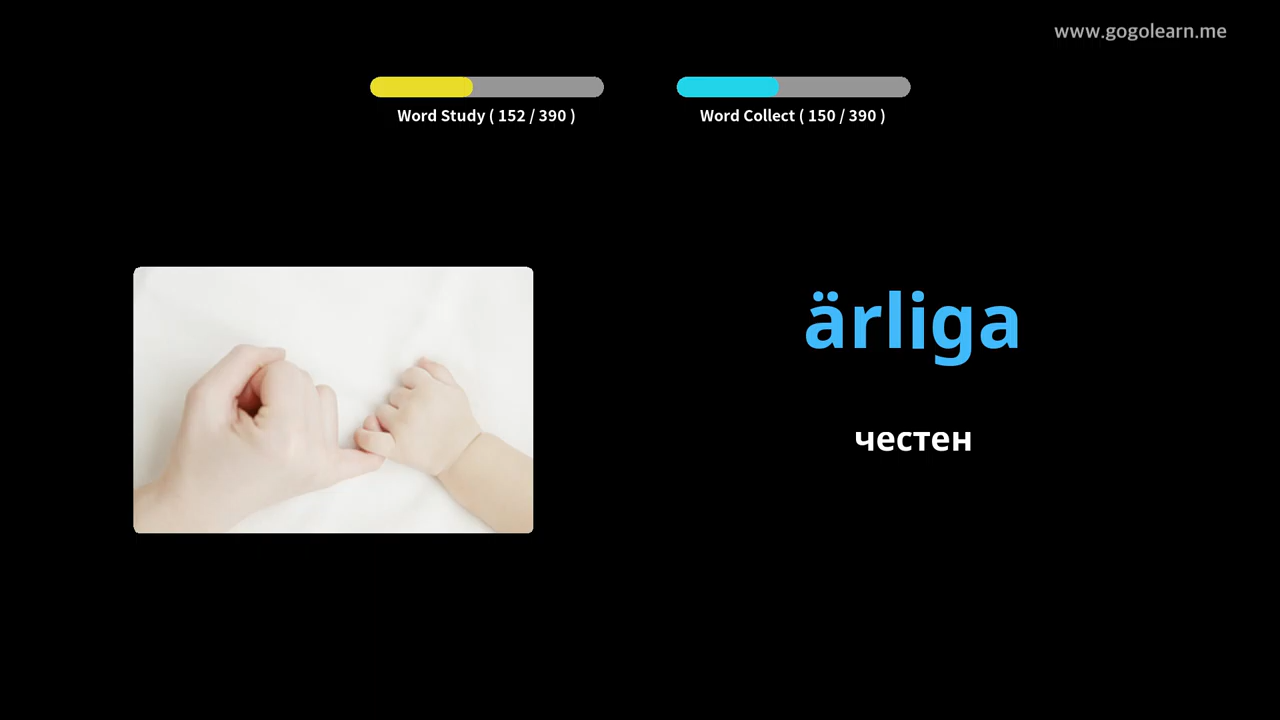 www.gogolearn.me
Word Study ( 152 / 390 )
Word Collect ( 150 / 390 )
ärliga
честен